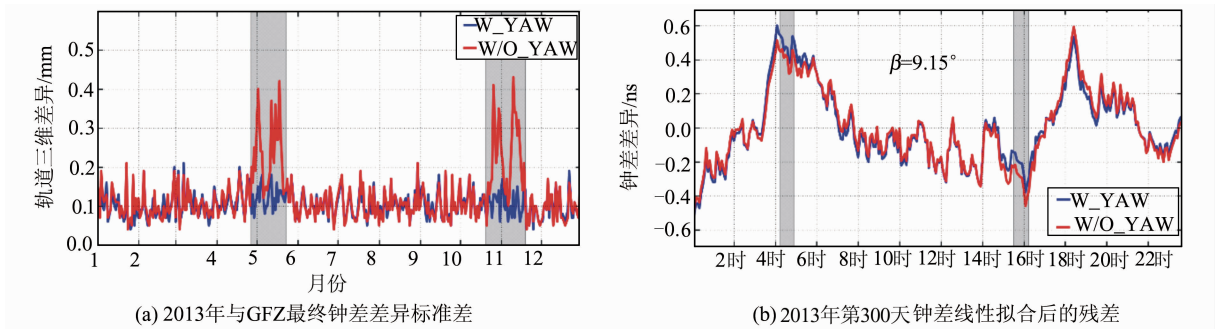 W_YAW
W/O_YAW
轨道三维差异/mm
0.5
0.4
0.3
0.2
0.1
0.0
1 2 4 5 6 7 8 9 10 11 12
月份
(a) 2013年与GFZ最终钟差差异标准差
β=9.15°
W_YAW
W/O_YAW
钟差差异/ns
0.6
0.4
0.2
0.0
−0.2
−0.4
−0.6
2时 4时 6时 8时 10时 12时 14时 16时 18时 20时 22时
(b) 2013年第300天钟差线性拟合后的残差